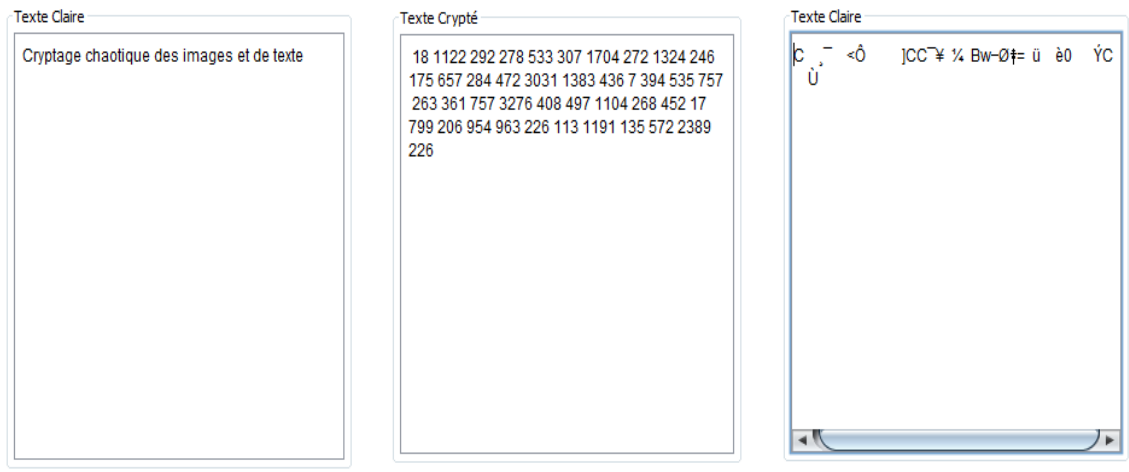 Texte Claire
Cryptage chaotique des images et de texte
Texte Crypté
18 1122 292 278 533 307 1704 272 1324 246
175 657 284 472 3031 1383 436 7 394 535 757
263 361 757 3276 408 497 1104 268 452 17
799 206 954 963 226 113 1191 135 572 2389
226
Texte Claire
C ¸¯ <Ô ]CC¯¥ ¼ Bw–Ø‡= ü è0 ÝC
Ù